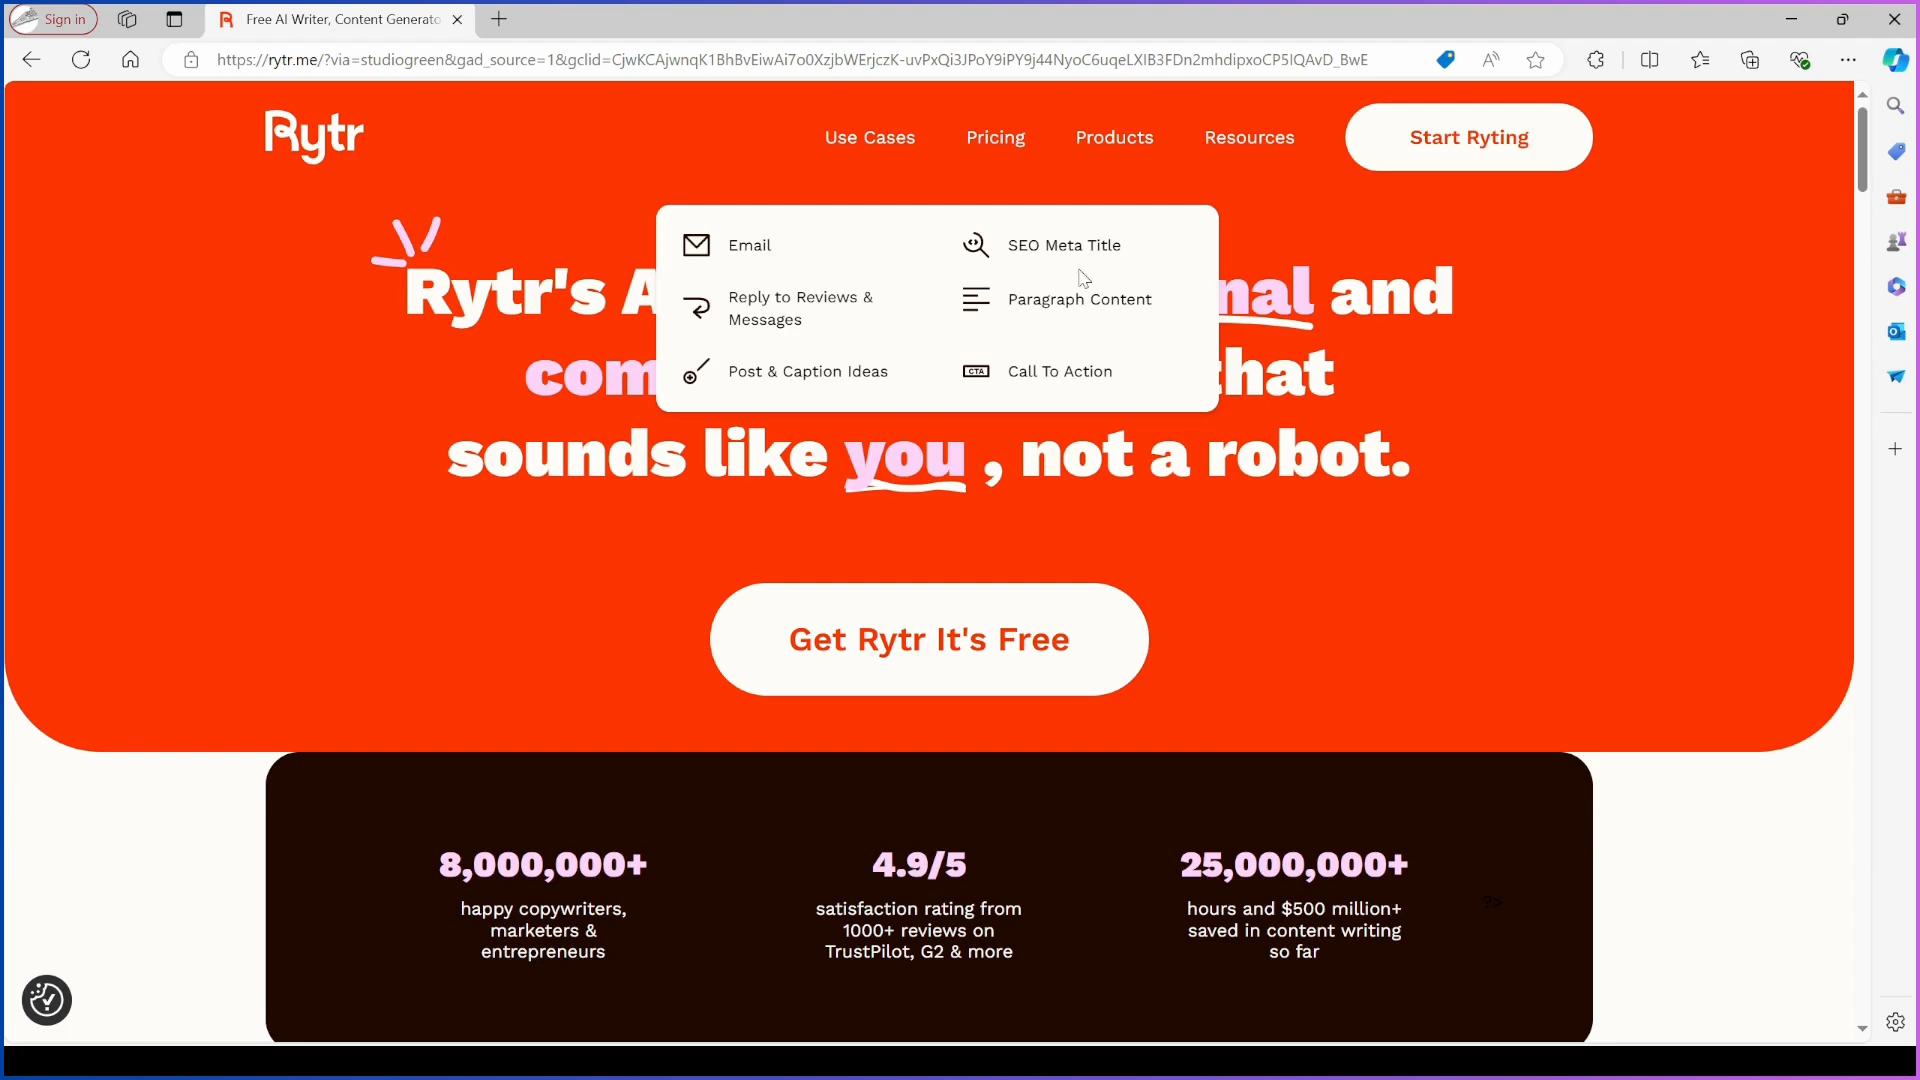 Sign in
Free AI Writer, Content Generato
https://rytr.me/?via=studiogreen&gad_source=1&gclid=CjwKCAjwnqK1BhBvEiwAi7o0XzjbWErjczK-uvPxQi3JPoY9iPY9j44NyoC6uqeLXIB3FDn2mhdipxoCP5IQAvD_BwE
Rytr
Use Cases
Pricing
Products
Resources
Start Ryting
Email
SEO Meta Title
Reply to Reviews &
Messages
Paragraph Content
Post & Caption Ideas
CTA
Call To Action
Rytr's A nal and
com that
sounds like you , not a robot.
Get Rytr It's Free
8,000,000+
happy copywriters,
marketers &
entrepreneurs
4.9/5
satisfaction rating from
1000+ reviews on
TrustPilot, G2 & more
25,000,000+
hours and $500 million+
saved in content writing
so far
?>